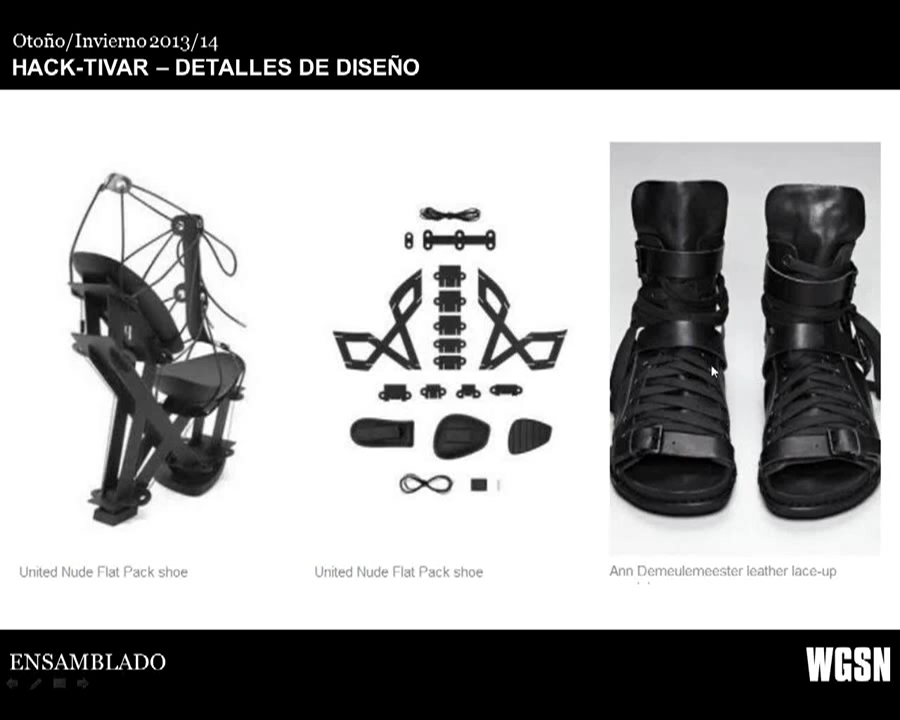 Otoño/Invierno 2013/14
HACK-TIVAR – DETALLES DE DISEÑO
United Nude Flat Pack shoe
United Nude Flat Pack shoe
Ann Demeulemeester leather lace-up
ENSAMBLADO
WGSN